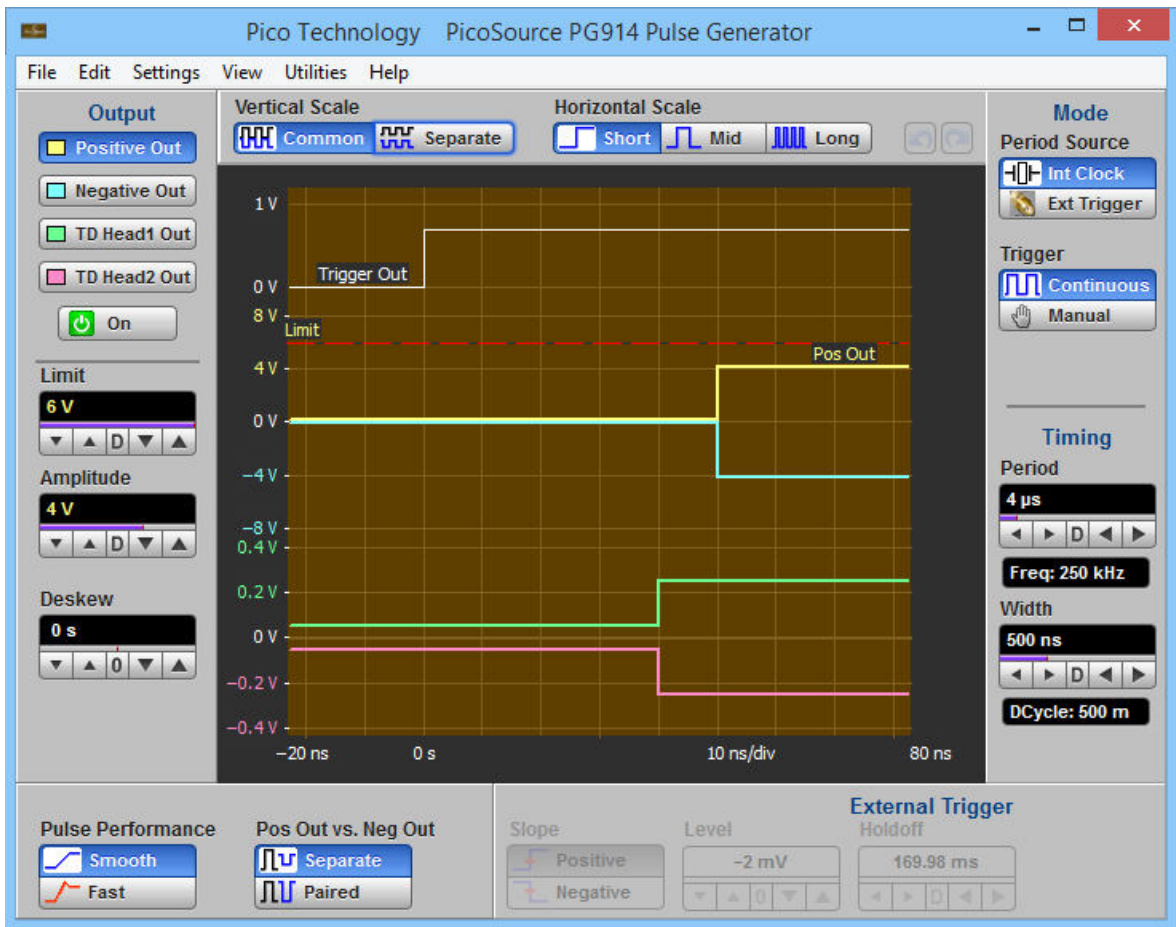 Pico Technology PicoSource PG914 Pulse Generator
File Edit Settings View Utilities Help
Output
Positive Out
Negative Out
TD Head1 Out
TD Head2 Out
On
Limit
6 V
D
Amplitude
4 V
D
Deskew
0 s
0
Vertical Scale
Common Separate
Horizontal Scale
Short Mid Long
1 V
Trigger Out
0 V
8 V
Limit
Pos Out
4 V
0 V
−4 V
−8 V
0.4 V
0.2 V
0 V
−0.2 V
−0.4 V
−20 ns 0 s 10 ns/div 80 ns
Mode
Period Source
Int Clock
Ext Trigger
Trigger
Continuous
Manual
Timing
Period
4 µs
D
Freq: 250 kHz
Width
500 ns
D
DCycle: 500 m
Pulse Performance
Smooth
Fast
Pos Out vs. Neg Out
Separate
Paired
External Trigger
Slope
Positive
Negative
Level
−2 mV
0
Holdoff
169.98 ms
D